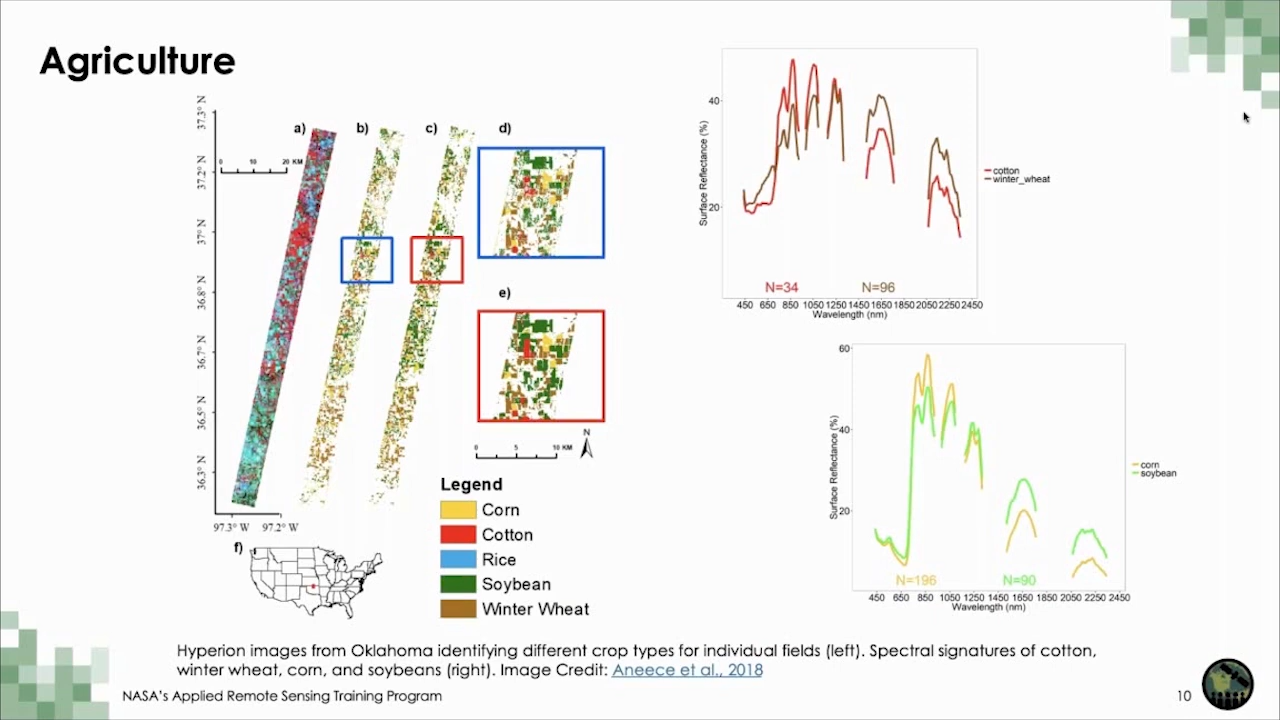 Agriculture
37.3° N
37.2° N
37° N
36.8° N
36.7° N
36.5° N
36.3° N
97.3° W 97.2° W
a) b) c) d)
0 10 20 KM
e)
N
0 5 10 KM
f)
Legend
Corn
Cotton
Rice
Soybean
Winter Wheat
Surface Reflectance (%)
40
20
cotton
winter_wheat
N=34 N=96
450 650 850 1050 1250 1450 1650 1850 2050 2250 2450
Wavelength (nm)
Surface Reflectance (%)
60
40
20
corn
soybean
N=196 N=90
450 650 850 1050 1250 1450 1650 1850 2050 2250 2450
Wavelength (nm)
Hyperion images from Oklahoma identifying different crop types for individual fields (left). Spectral signatures of cotton,
winter wheat, corn, and soybeans (right). Image Credit: Aneece et al., 2018
NASA's Applied Remote Sensing Training Program
10